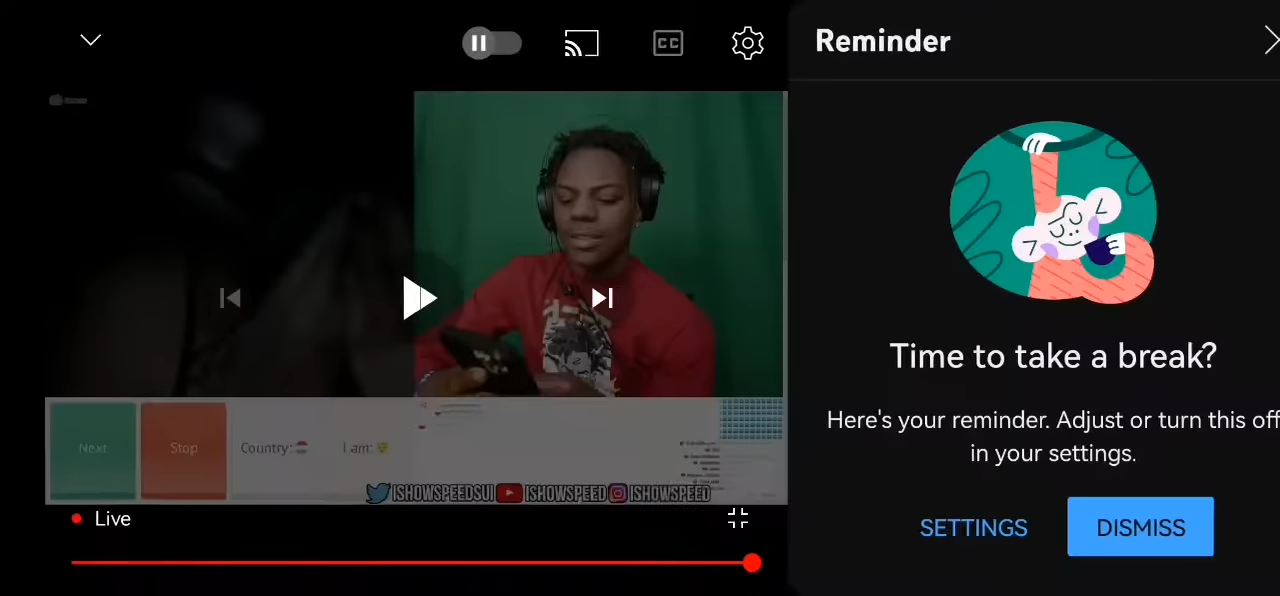 Reminder
CC
Time to take a break?
Here's your reminder. Adjust or turn this off
in your settings.
SETTINGS
DISMISS
Next
Stop
Country:
I am:
ISHOWSPEEDSUI
ISHOWSPEED
ISHOWSPEED
Live